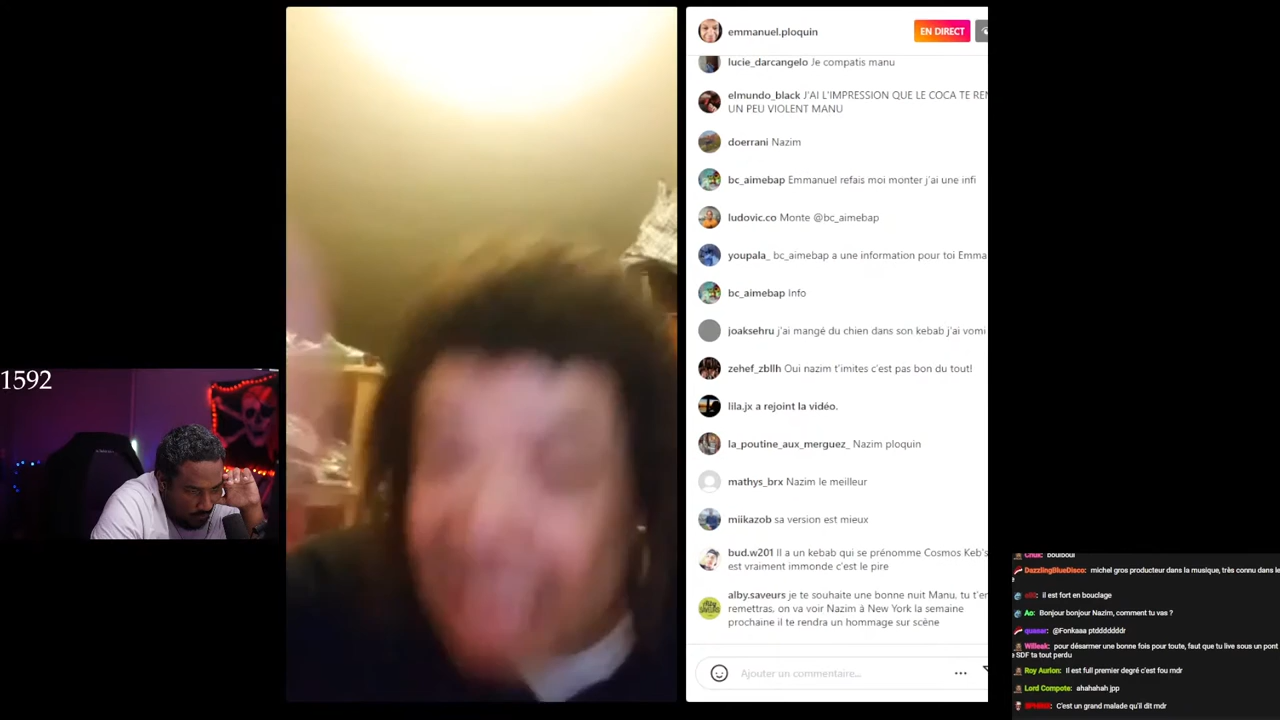 emmanuel.ploquin
EN DIRECT
lucie_darcangelo Je compatis manu
elmundo_black J'AI L'IMPRESSION QUE LE COCA TE
UN PEU VIOLENT MANU
doerrani Nazim
bc_aimebap Emmanuel refais moi monter j'ai une infi
ludovic.co Monte @bc_aimebap
youpala_ bc_aimebap a une information pour toi Emma
bc_aimebap Info
joaksehru j'ai mangé du chien dans son kebab j'ai vomi
zehef_zbllh Oui nazim t'imites c'est pas bon du tout!
1592
lila.jx a rejoint la vidéo.
la_poutine_aux_merguez_ Nazim ploquin
mathys_brx Nazim le meilleur
miikazob sa version est mieux
bud.w201 Il a un kebab qui se prénomme Cosmos Keb's
est vraiment immonde c'est le pire
alby.saveurs je te souhaite une bonne nuit Manu, tu t'en
remettras, on va voir Nazim à New York la semaine
prochaine il te rendra un hommage sur scène
Ajouter un commentaire...
DazzlingBlueDisco: michel gros producteur dans la musique, très connu dans le
il est fort en bouclage
Ao: Bonjour bonjour Nazim, comment tu vas ?
@Fonkaaa ptdddddddr
Willeak: pour désarmer une bonne fois pour toute, faut que tu live sous un pont
SDF ta tout perdu
Roy Aurion: Il est full premier degré c'est fou mdr
Lord Compote: ahahahah jpp
C'est un grand malade qu'il dit mdr